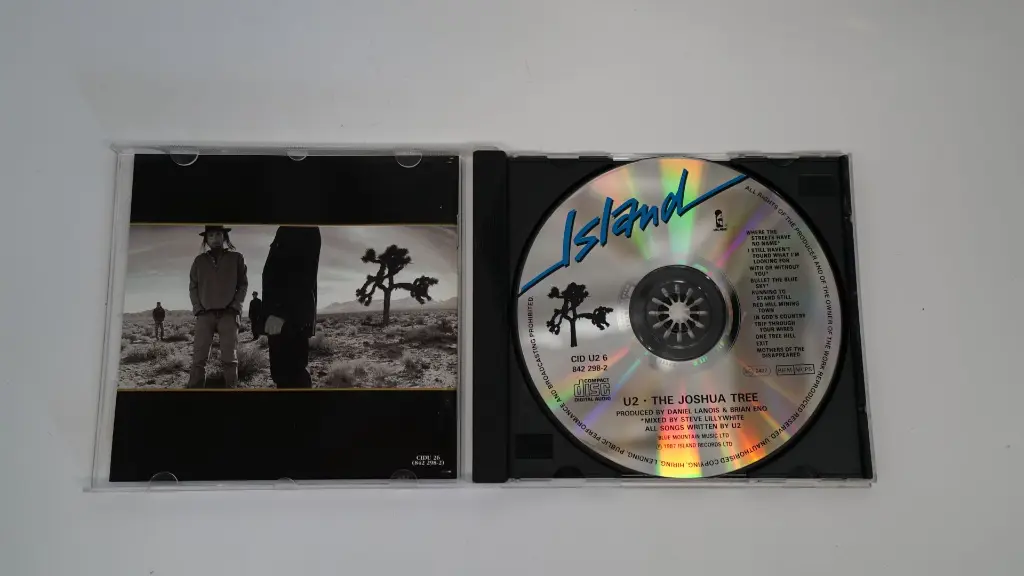 CIDU 26
(842 298-2)
Island
ALL RIGHTS OF THE PRODUCER AND OF THE OWNER OF THE WORK REPRODUCED RESERVED. UNAUTHORISED COPYING, HIRING, LENDING, PUBLIC PERFORMANCE AND BROADCASTING PROHIBITED.
WHERE THE
STREETS HAVE
NO NAME*
I STILL HAVEN'T
FOUND WHAT I'M
LOOKING FOR
WITH OR WITHOUT
YOU*
BULLET THE BLUE
SKY*
RUNNING TO
STAND STILL
RED HILL MINING
TOWN
IN GOD'S COUNTRY
TRIP THROUGH
YOUR WIRES
ONE TREE HILL
EXIT
MOTHERS OF THE
DISAPPEARED
CID U2 6
842 298-2
COMPACT
disc
DIGITAL AUDIO
U2 · THE JOSHUA TREE
PRODUCED BY DANIEL LANOIS & BRIAN ENO
*MIXED BY STEVE LILLYWHITE
ALL SONGS WRITTEN BY U2
BLUE MOUNTAIN MUSIC LTD
℗ 1987 ISLAND RECORDS LTD